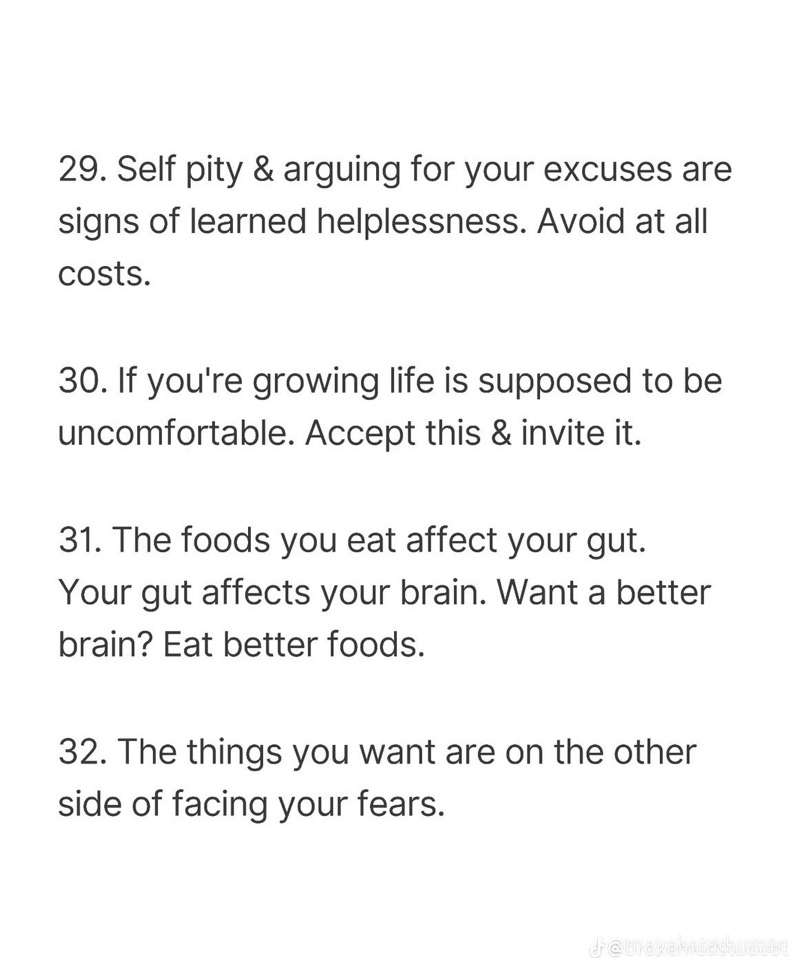 29. Self pity & arguing for your excuses are
signs of learned helplessness. Avoid at all
costs.
30. If you're growing life is supposed to be
uncomfortable. Accept this & invite it.
31. The foods you eat affect your gut.
Your gut affects your brain. Want a better
brain? Eat better foods.
32. The things you want are on the other
side of facing your fears.